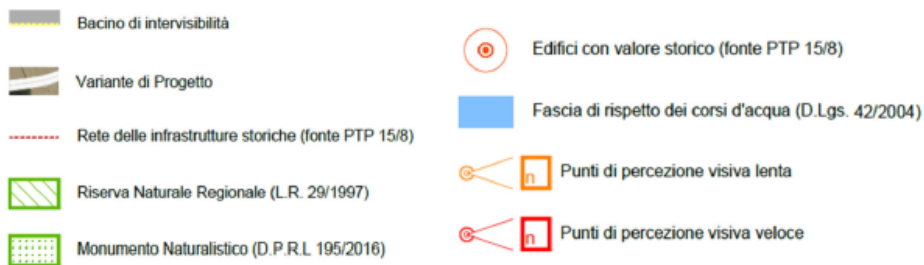 Bacino di intervisibilità
Variante di Progetto
Rete delle infrastrutture storiche (fonte PTP 15/8)
Riserva Naturale Regionale (L.R. 29/1997)
Monumento Naturalistico (D.P.R.L 195/2016)
Edifici con valore storico (fonte PTP 15/8)
Fascia di rispetto dei corsi d'acqua (D.Lgs. 42/2004)
n Punti di percezione visiva lenta
n Punti di percezione visiva veloce